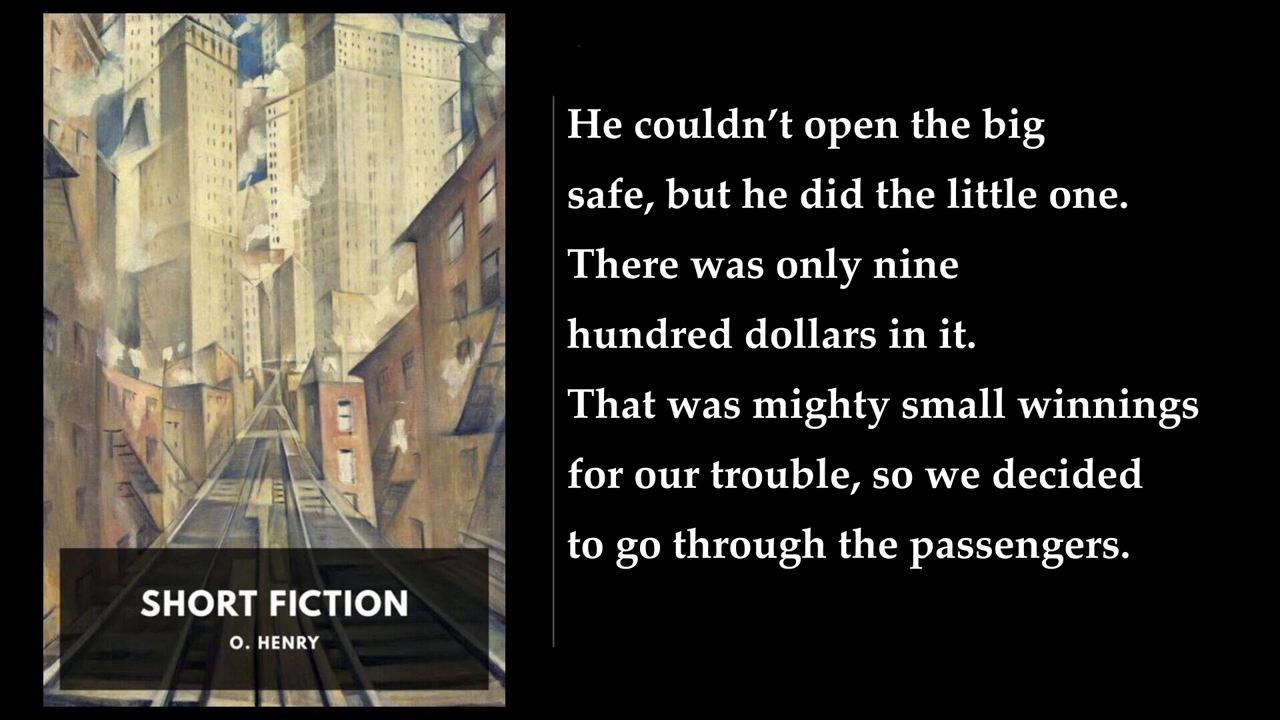 He couldn’t open the big
safe, but he did the little one.
There was only nine
hundred dollars in it.
That was mighty small winnings
for our trouble, so we decided
to go through the passengers.
SHORT FICTION
O. HENRY